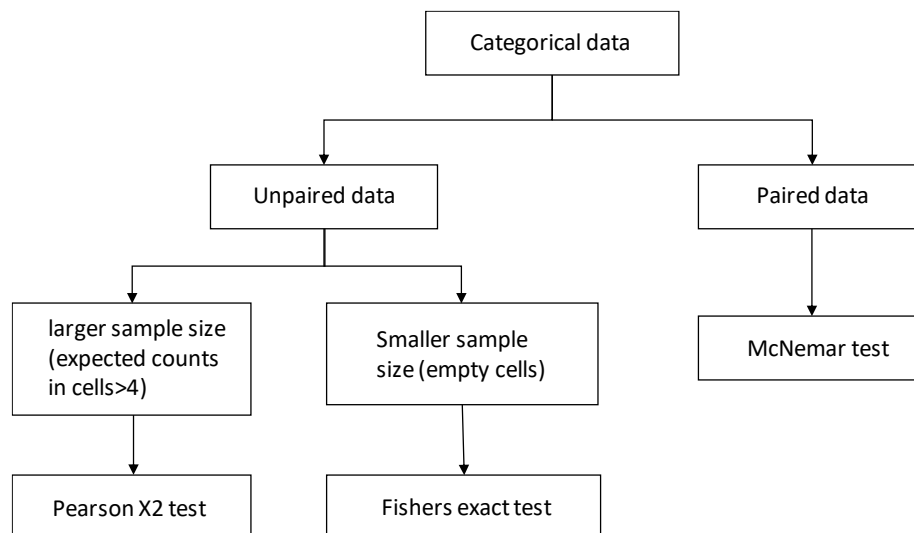 Categorical data
Unpaired data
Paired data
larger sample size
(expected counts
in cells>4)
Smaller sample
size (empty cells)
McNemar test
Pearson X2 test
Fishers exact test